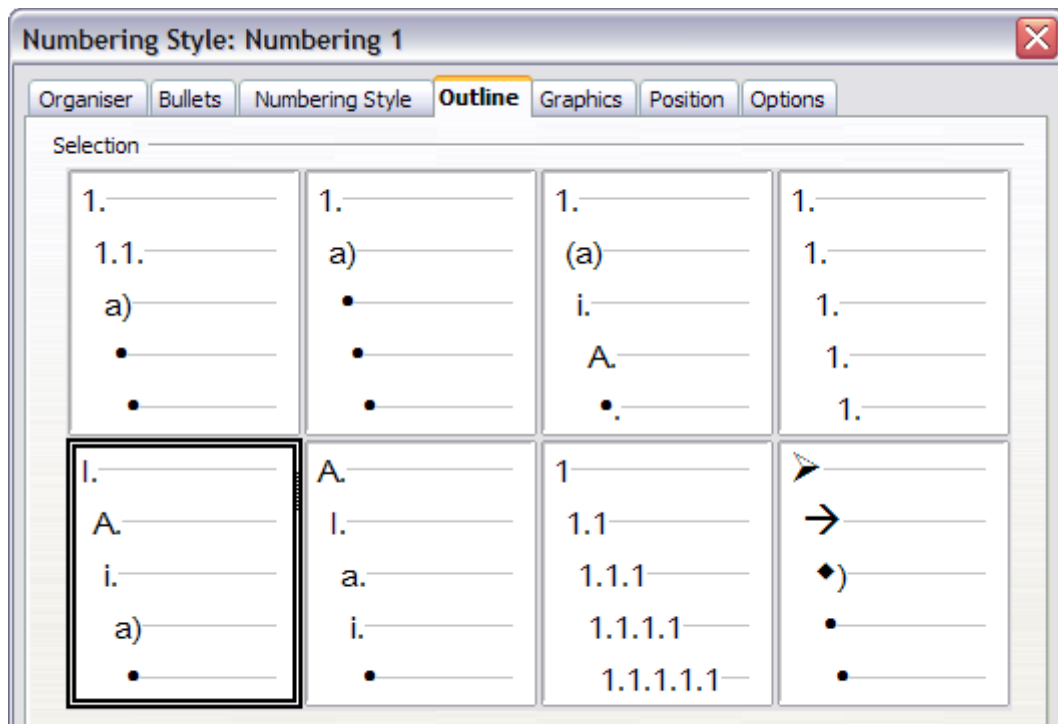 Numbering Style: Numbering 1
Organiser Bullets Numbering Style Outline Graphics Position Options
Selection
1.
1.1.
a)
•
•
1.
a)
•
•
•
1.
(a)
i.
A.
•.
1.
1.
1.
1.
1.
I.
A.
i.
a)
•
A.
I.
a.
i.
•
1
1.1
1.1.1
1.1.1.1
1.1.1.1.1
➢
→
◆)
•
•